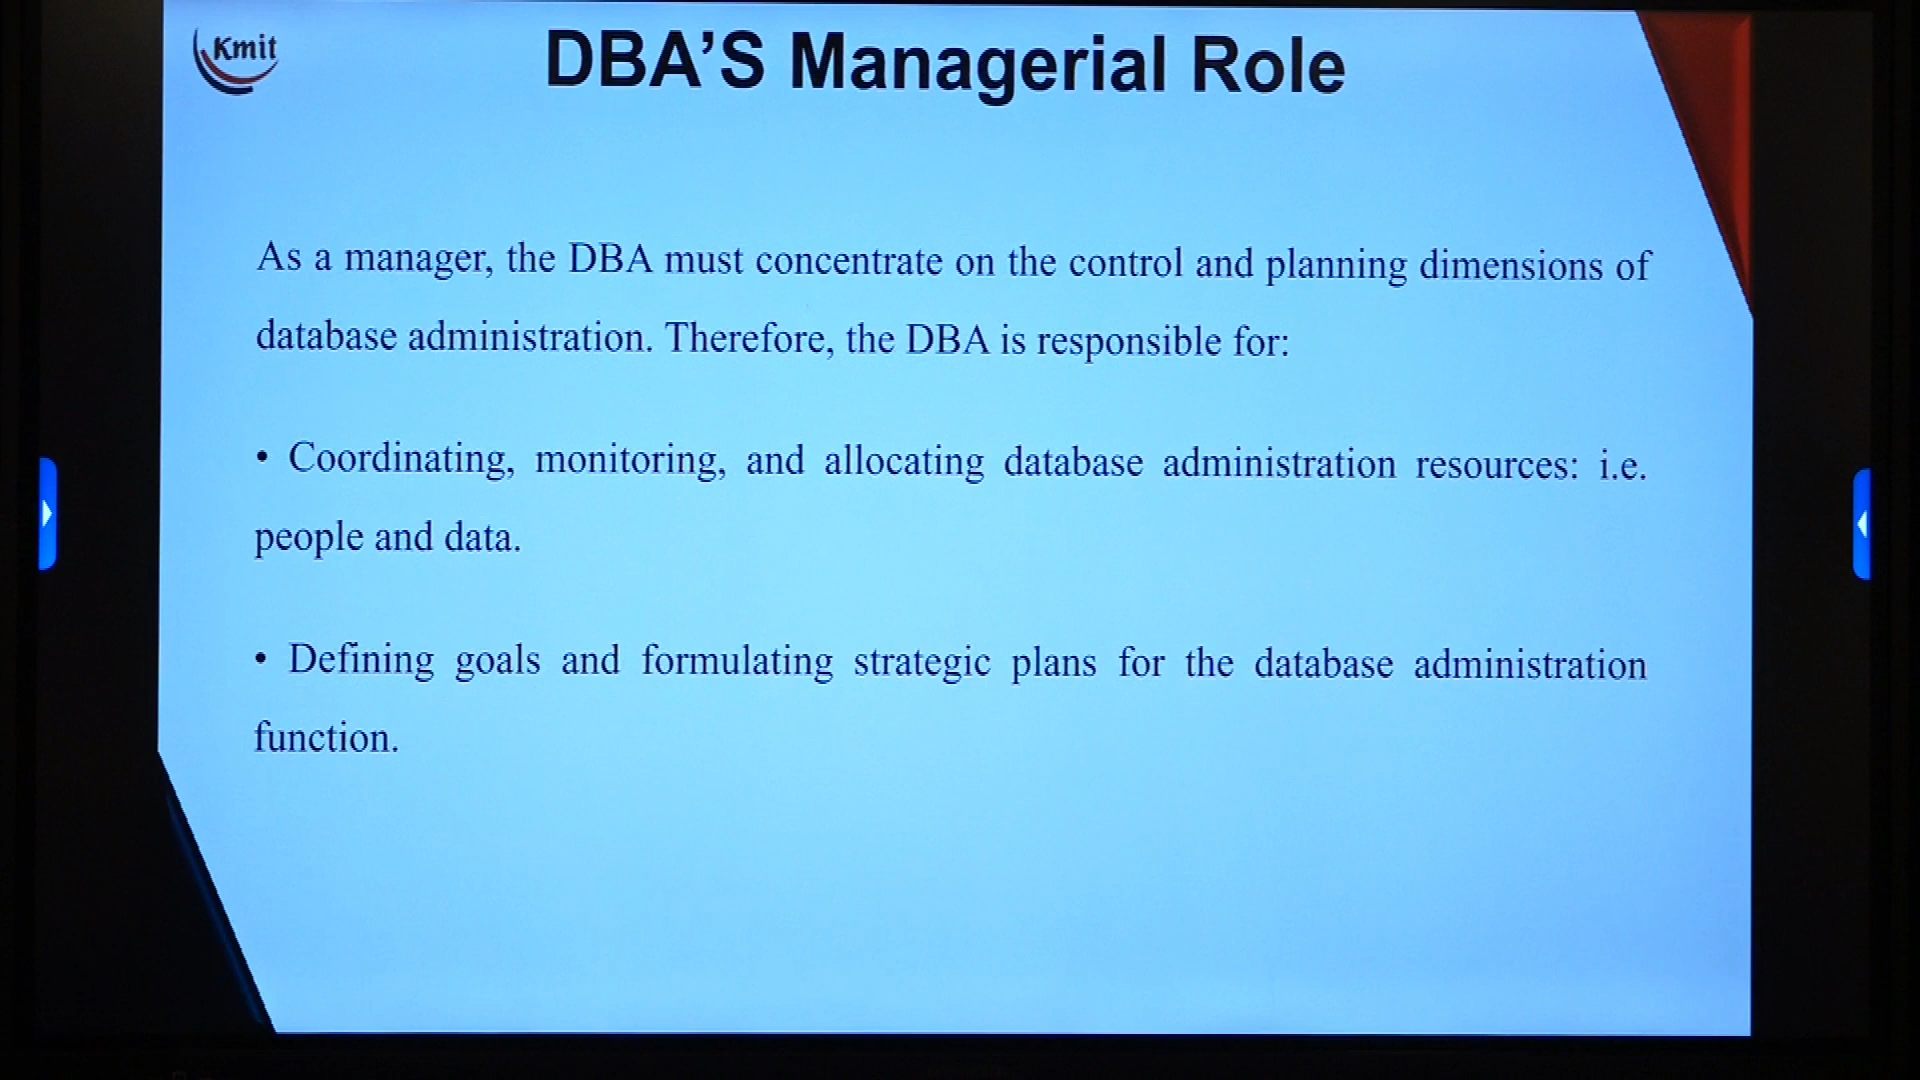 Kmit
DBA'S Managerial Role
As a manager, the DBA must concentrate on the control and planning dimensions of
database administration. Therefore, the DBA is responsible for:
• Coordinating, monitoring, and allocating database administration resources: i.e.
people and data.
• Defining goals and formulating strategic plans for the database administration
function.